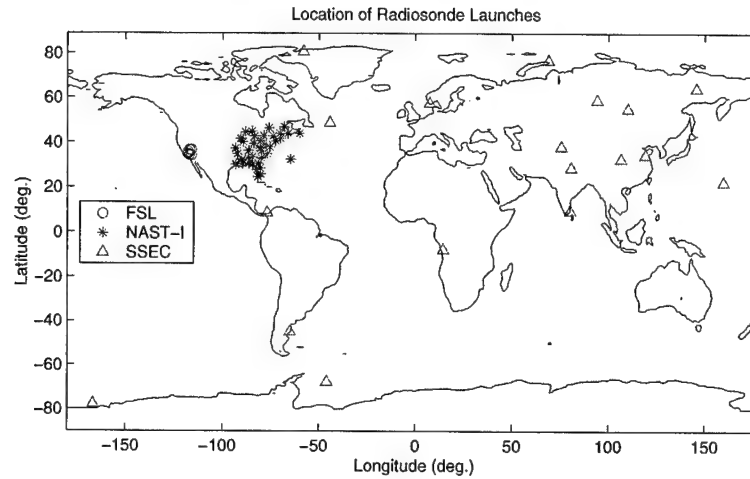 Location of Radiosonde Launches
80
60
40
20
0
−20
−40
−60
−80
Latitude (deg.)
FSL
NAST−I
SSEC
−150
−100
−50
0
50
100
150
Longitude (deg.)